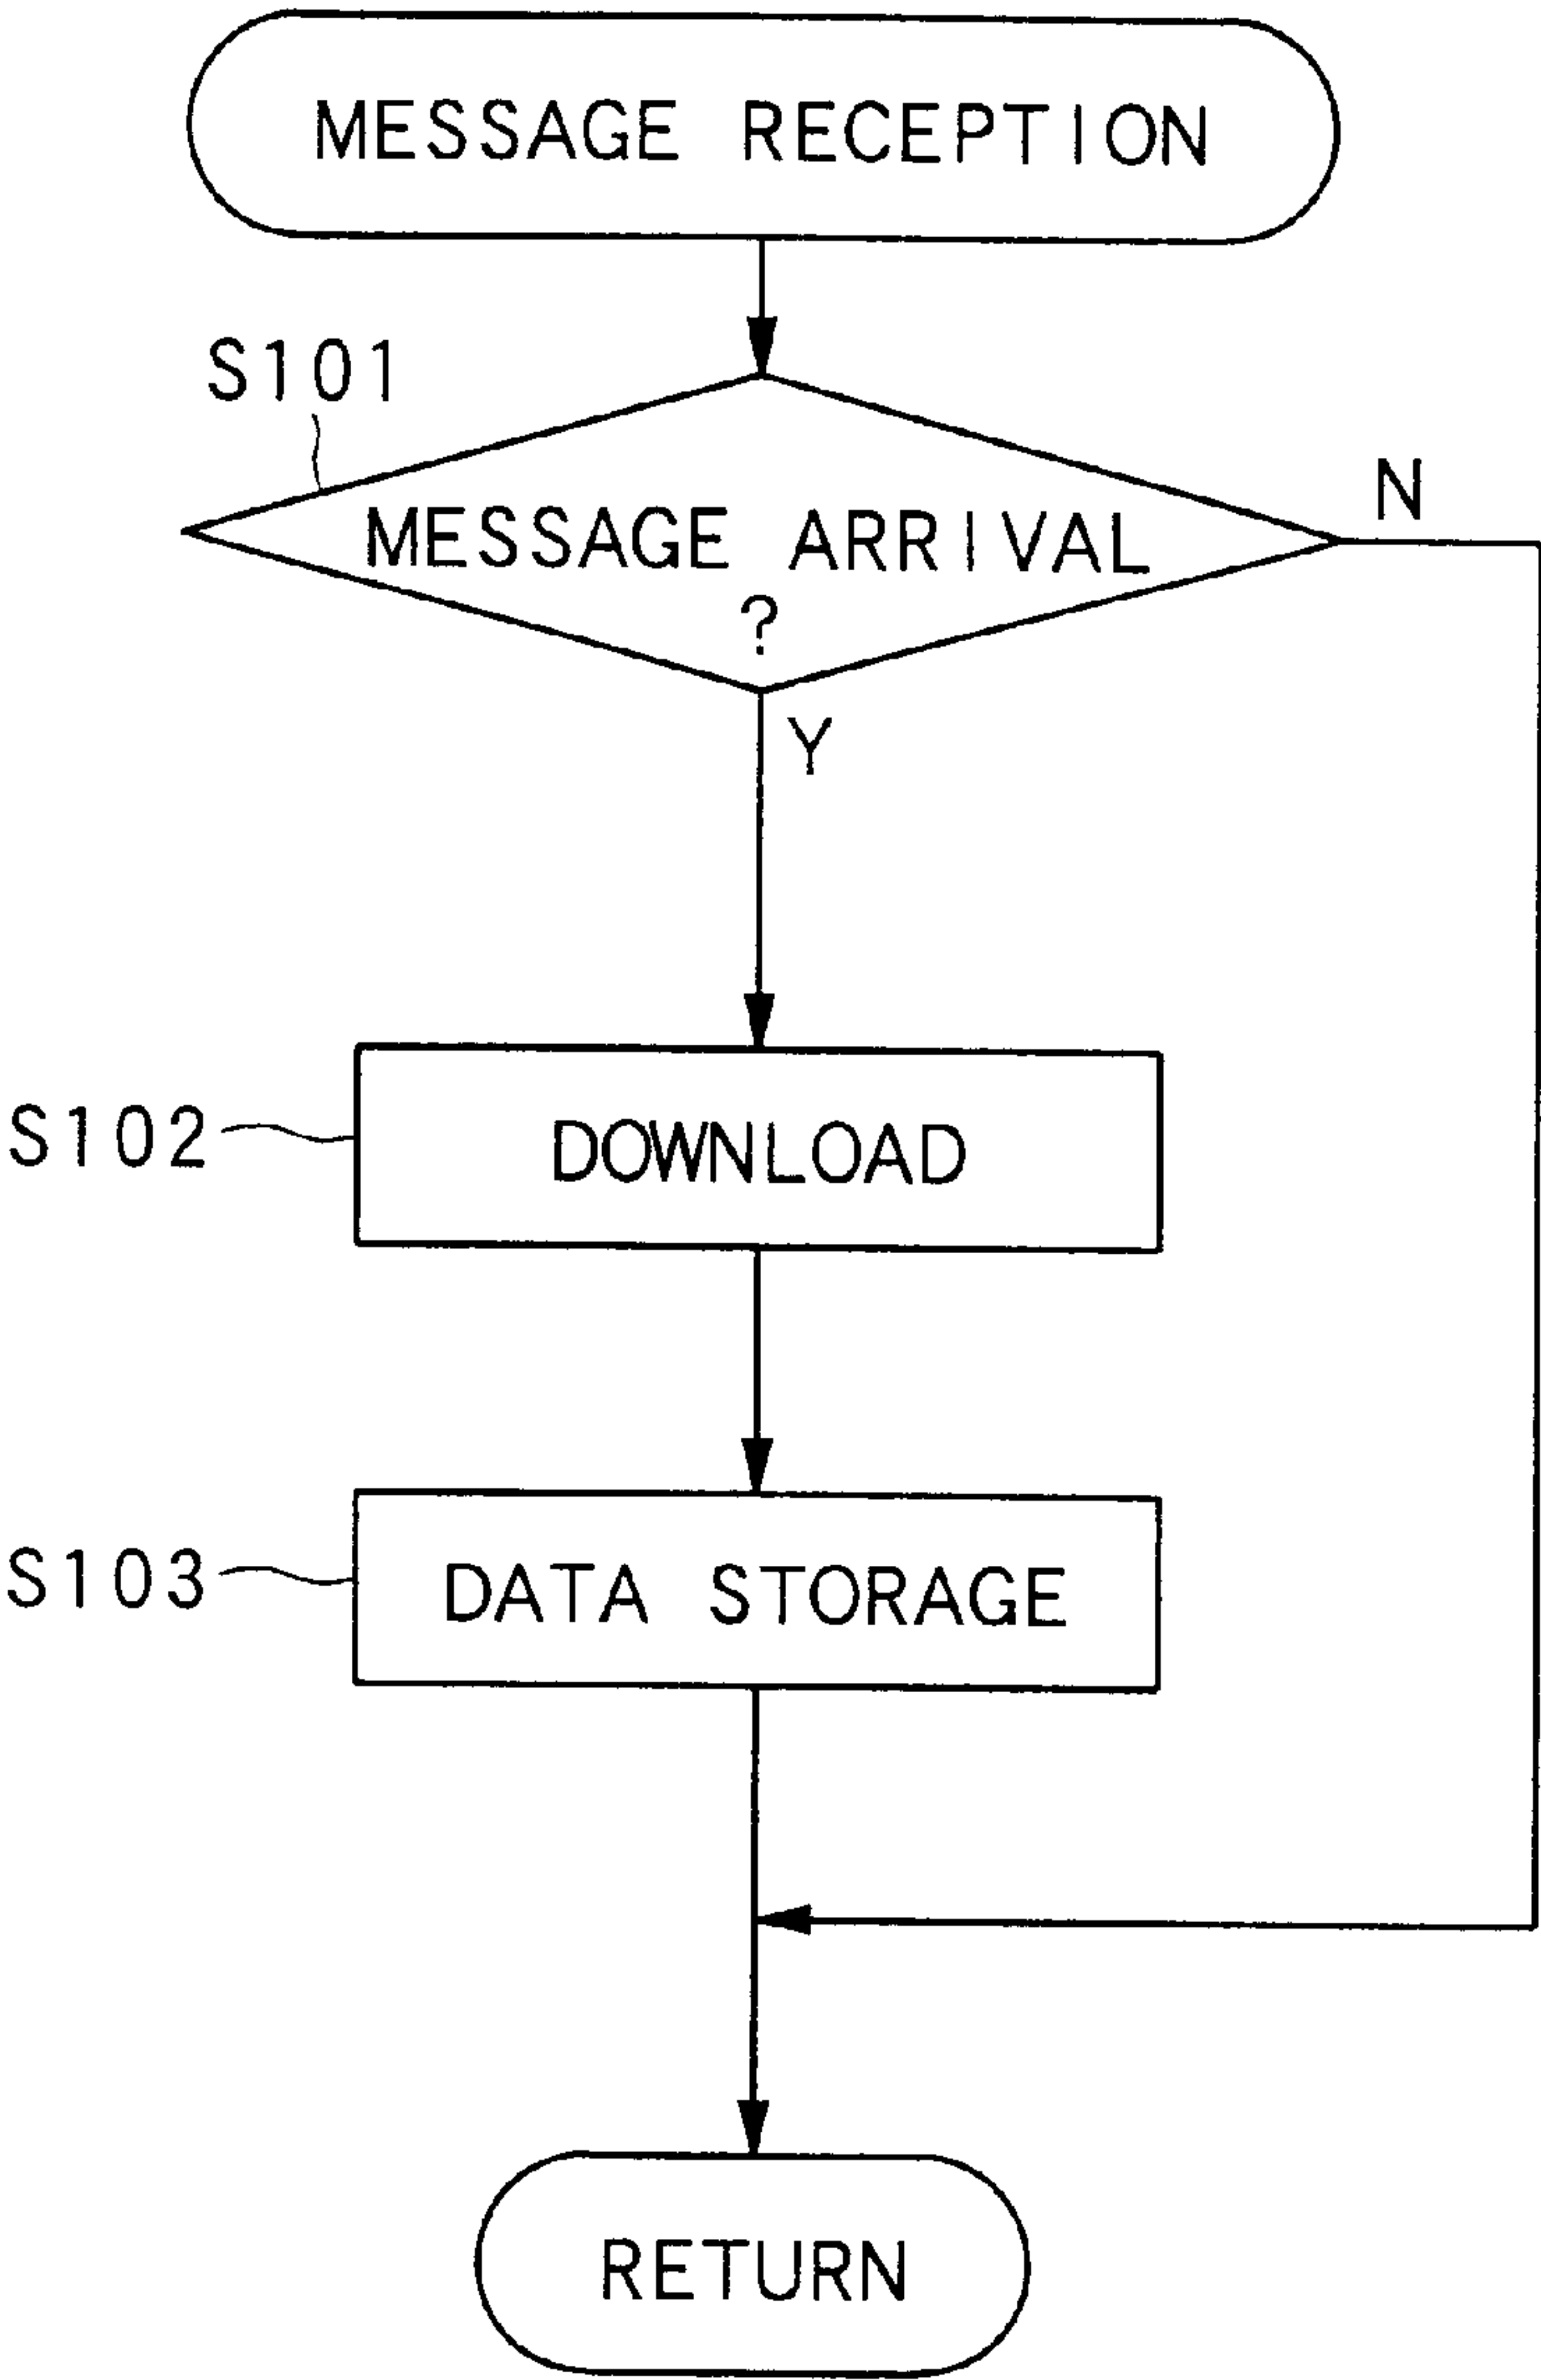 MESSAGE RECEPTION
S101
MESSAGE ARRIVAL
?
N
Y
S102
DOWNLOAD
S103
DATA STORAGE
RETURN